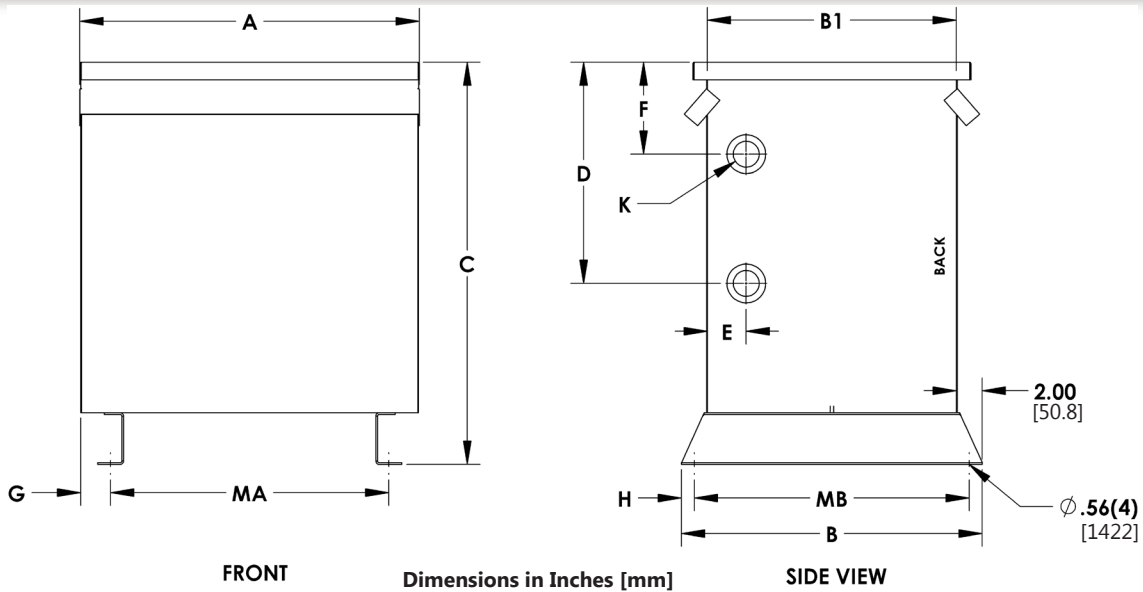 A
B1
F
D
K
C
BACK
E
2.00
[50.8]
G
MA
H
MB
∅ .56(4)
B
[1422]
FRONT
Dimensions in Inches [mm]
SIDE VIEW